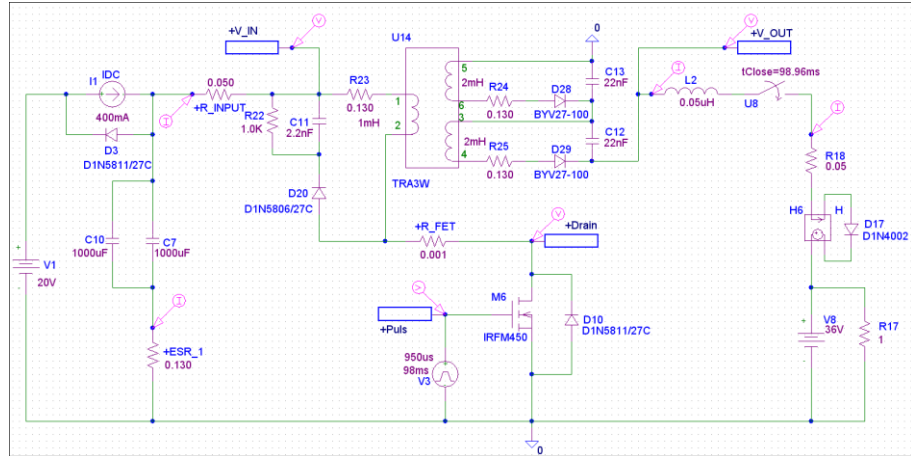 +V_IN
U14
0
+V_OUT
I1 IDC
400mA
0.050
+R_INPUT
R22
1.0K
C11
2.2nF
R23
0.130
1
1mH
2
TRA3W
5
2mH
6
3
2mH
4
R24
0.130
D28
BYV27-100
C13
22nF
R25
0.130
D29
BYV27-100
C12
22nF
L2
0.05uH
tClose=98.96ms
U8
D3
D1N5811/27C
D20
D1N5806/27C
R18
0.05
H6
H
D17
D1N4002
C10
1000uF
C7
1000uF
+R_FET
0.001
+Drain
V1
20V
M6
IRFM450
D10
D1N5811/27C
+Puls
950us
98ms
V3
V8
36V
R17
1
+ESR_1
0.130
0
V
V
V
V
I
I
I
I